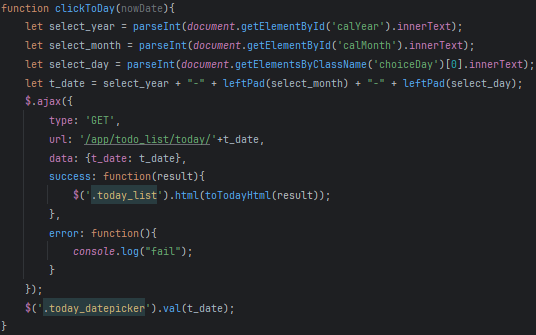 function clickToDay(nowDate){
let select_year = parseInt(document.getElementById('calYear').innerText);
let select_month = parseInt(document.getElementById('calMonth').innerText);
let select_day = parseInt(document.getElementsByClassName('choiceDay')[0].innerText);
let t_date = select_year + "-" + leftPad(select_month) + "-" + leftPad(select_day);
$.ajax({
type: 'GET',
url: '/app/todo_list/today/'+t_date,
data: {t_date: t_date},
success: function(result){
$('.today_list').html(toTodayHtml(result));
},
error: function(){
console.log("fail");
}
});
$('.today_datepicker').val(t_date);
}